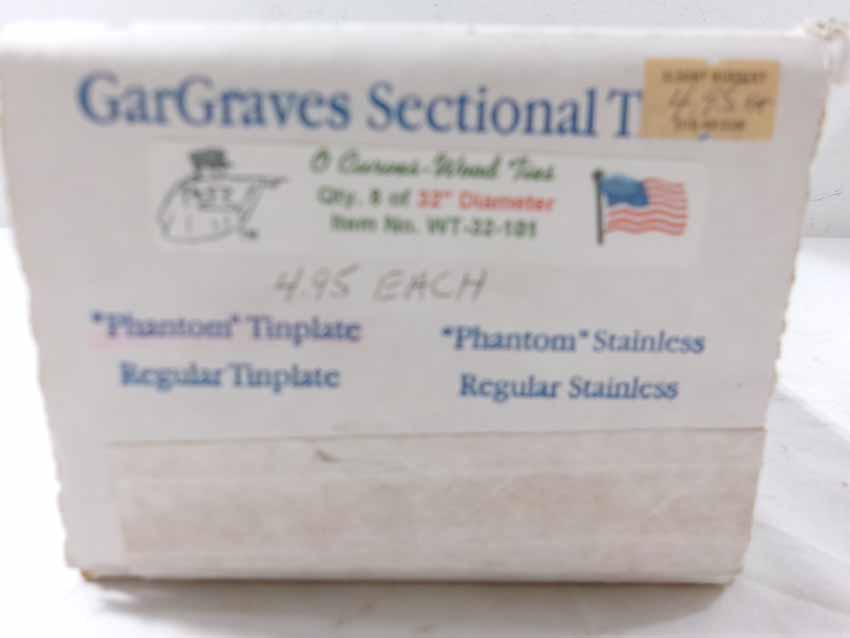 GarGraves Sectional T
4.95
O Curves-Wood Ties
Qty. 8 of 32" Diameter
Item No. WT-32-101
4.95 EACH
"Phantom" Tinplate
"Phantom" Stainless
Regular Tinplate
Regular Stainless